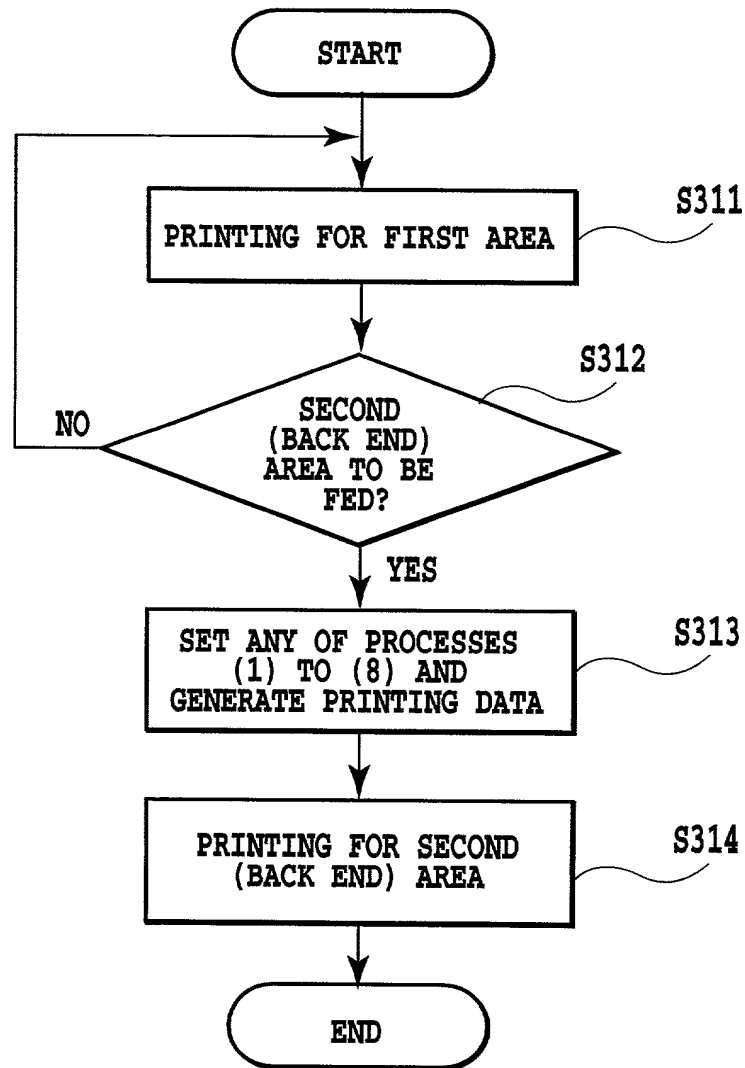 START
S311
PRINTING FOR FIRST AREA
S312
SECOND
(BACK END)
AREA TO BE
FED?
NO
YES
S313
SET ANY OF PROCESSES
(1) TO (8) AND
GENERATE PRINTING DATA
S314
PRINTING FOR SECOND
(BACK END) AREA
END